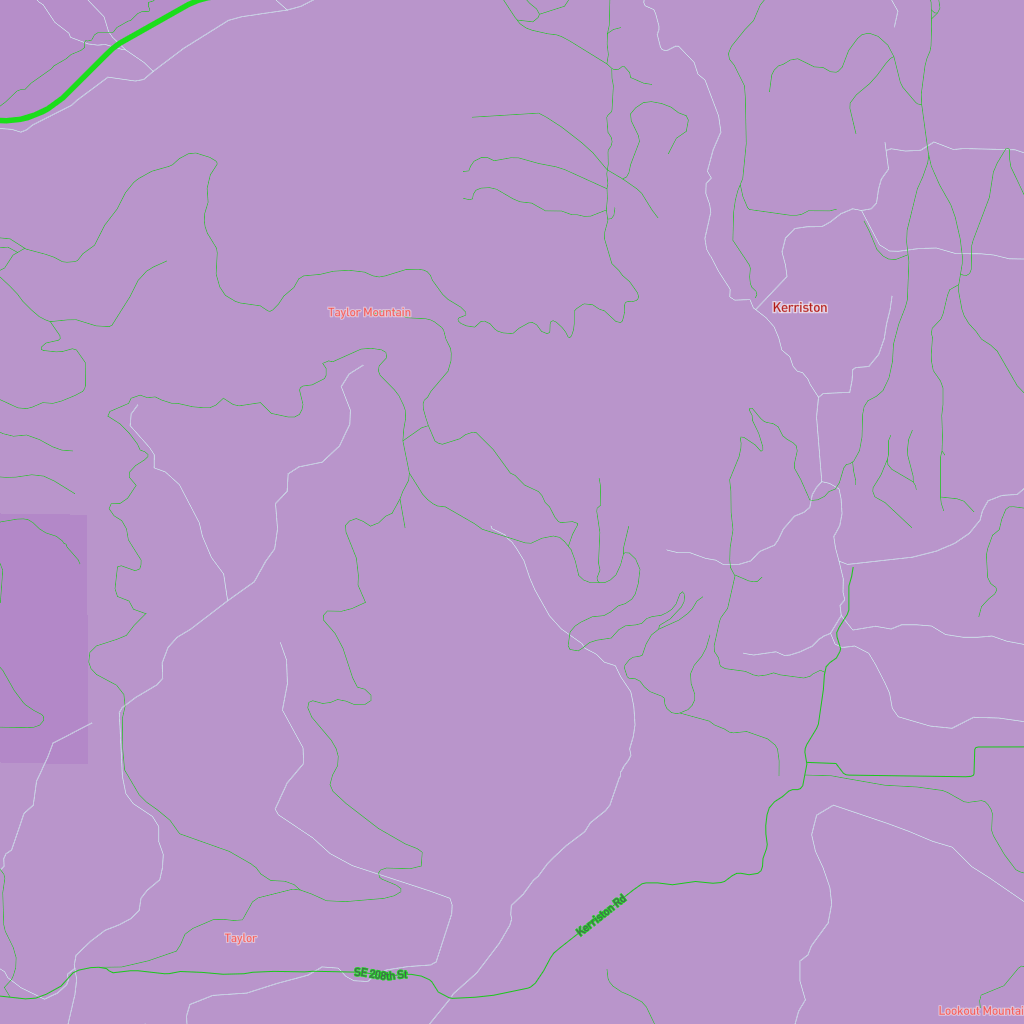 Kerriston
Taylor Mountain
Kerriston Rd
Taylor
SE 208th St
Lookout Mountai